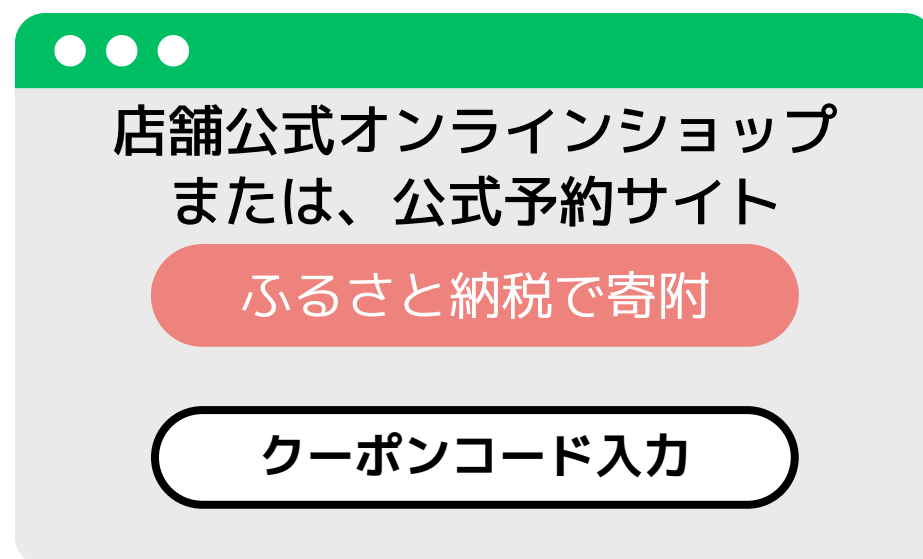 店舗公式オンラインショップ
または、公式予約サイト
ふるさと納税で寄附
クーポンコード入力